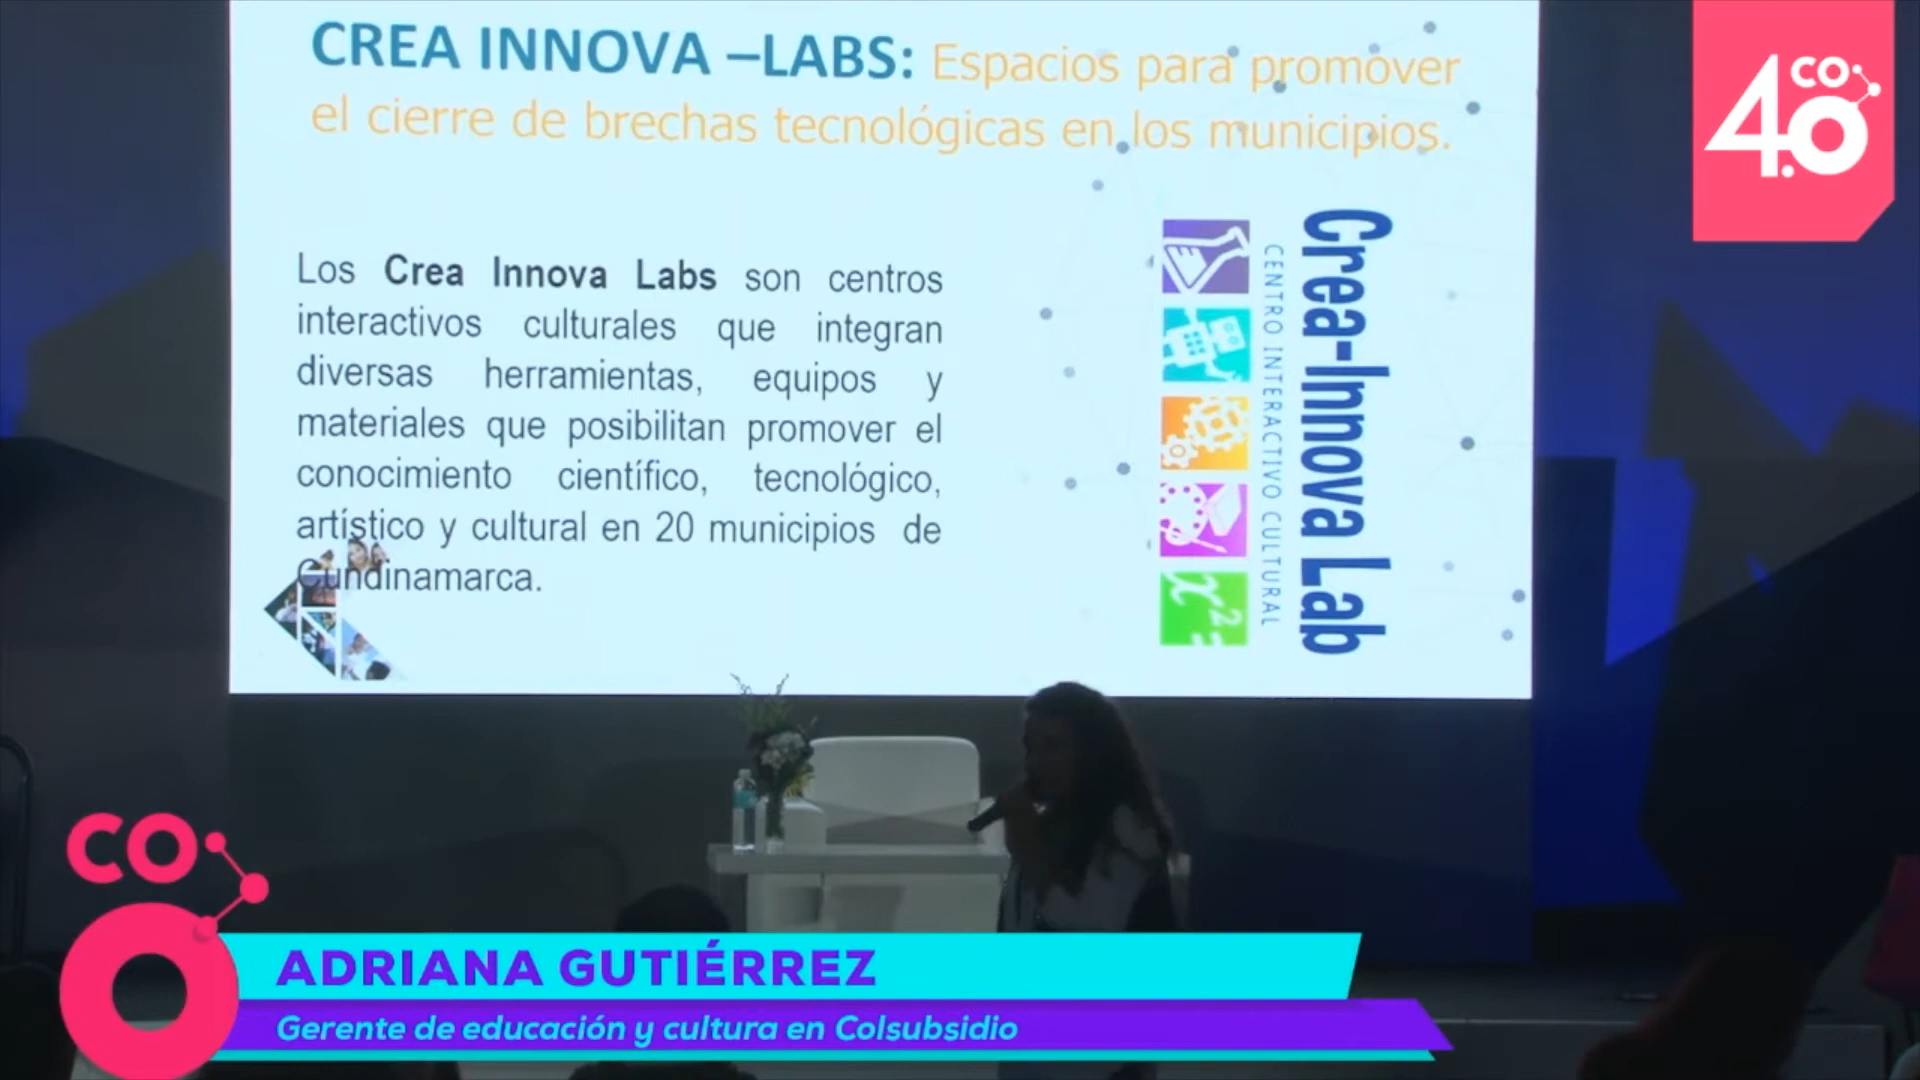 CREA INNOVA –LABS: Espacios para promover
el cierre de brechas tecnológicas en los municipios.
CO
4.0
Los Crea Innova Labs son centros
interactivos culturales que integran
diversas herramientas, equipos y
materiales que posibilitan promover el
conocimiento científico, tecnológico,
artístico y cultural en 20 municipios de
Cundinamarca.
Crea-Innova Lab
CENTRO INTERACTIVO CULTURAL
x²=
CO
ADRIANA GUTIÉRREZ
Gerente de educación y cultura en Colsubsidio